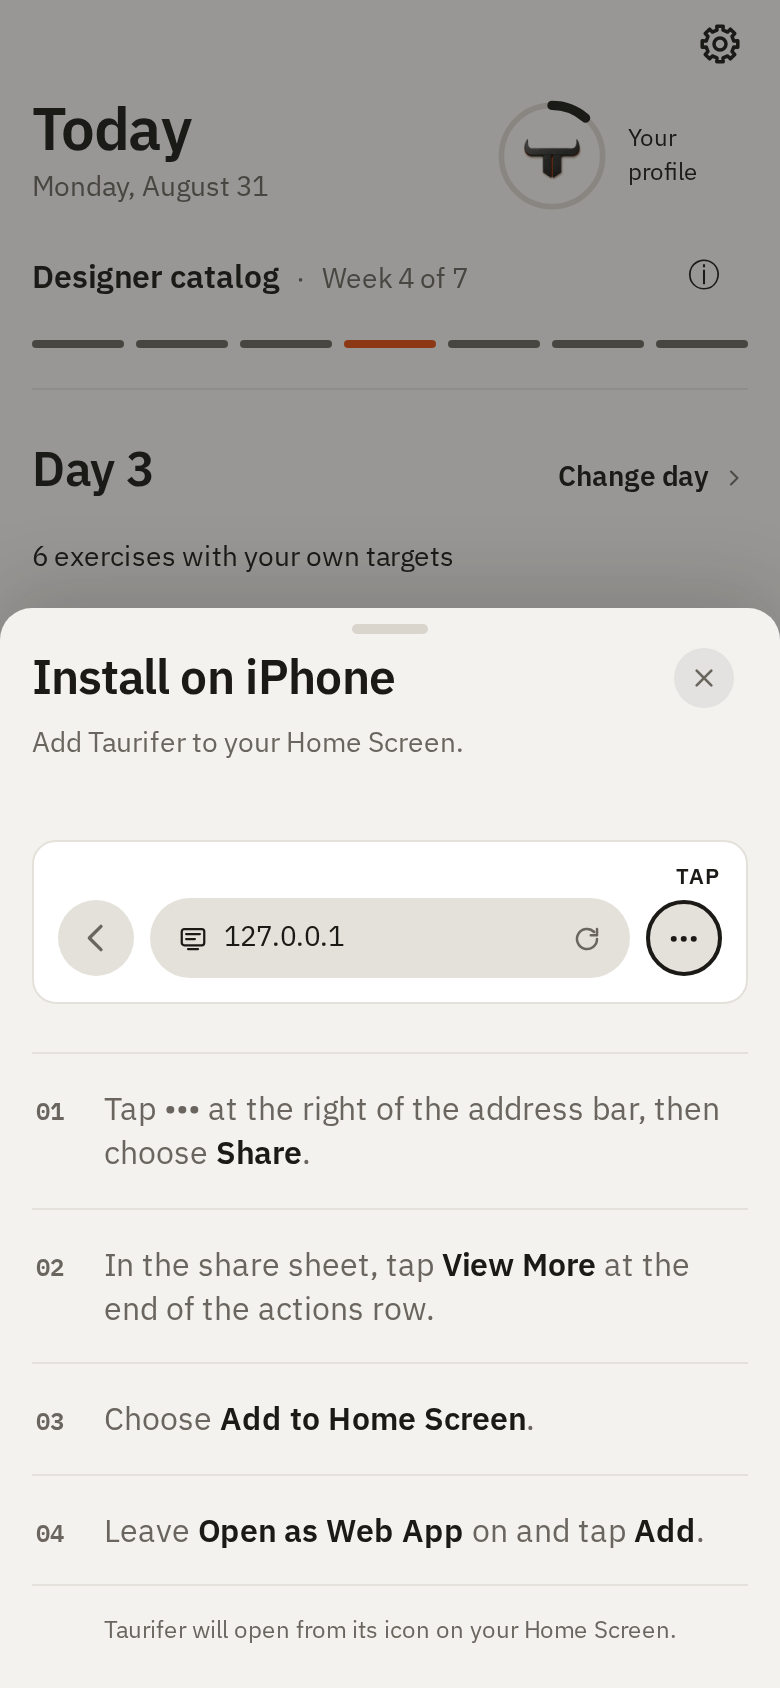 Today
Monday, August 31
Your
profile
Designer catalog · Week 4 of 7
Day 3
Change day
6 exercises with your own targets
Install on iPhone
Add Taurifer to your Home Screen.
TAP
127.0.0.1
01 Tap ••• at the right of the address bar, then
choose Share.
02 In the share sheet, tap View More at the
end of the actions row.
03 Choose Add to Home Screen.
04 Leave Open as Web App on and tap Add.
Taurifer will open from its icon on your Home Screen.